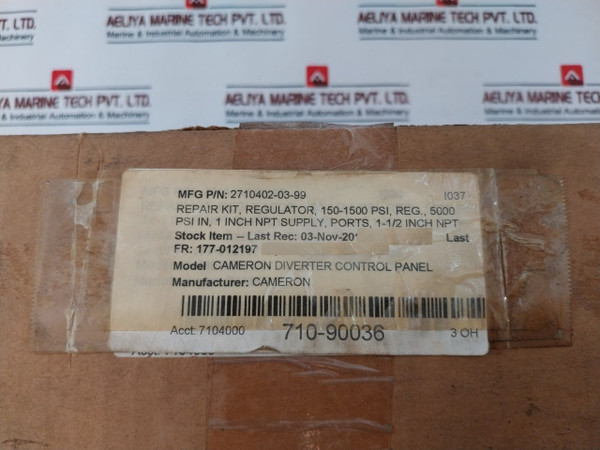 AELIYA MARINE TECH PVT. LTD.
Marine & Industrial Automation & Machinery
AELIYA MARINE TECH PVT. LTD.
Marine & Industrial Automation & Machinery
AELIYA MARINE TECH PVT. LTD.
Marine & Industrial Automation & Machinery
AELIYA MARINE TECH PVT. LTD.
Marine & Industrial Automation & Machinery
AELIYA MARINE TECH PVT. LTD.
Marine & Industrial Automation & Machinery
MFG P/N: 2710402-03-99 I037
REPAIR KIT, REGULATOR, 150-1500 PSI, REG., 5000
PSI IN, 1 INCH NPT SUPPLY, PORTS, 1-1/2 INCH NPT
Stock Item -- Last Rec: 03-Nov-201 Last
FR: 177-012197
Model CAMERON DIVERTER CONTROL PANEL
Manufacturer: CAMERON
Acct: 7104000 710-90036 3 OH